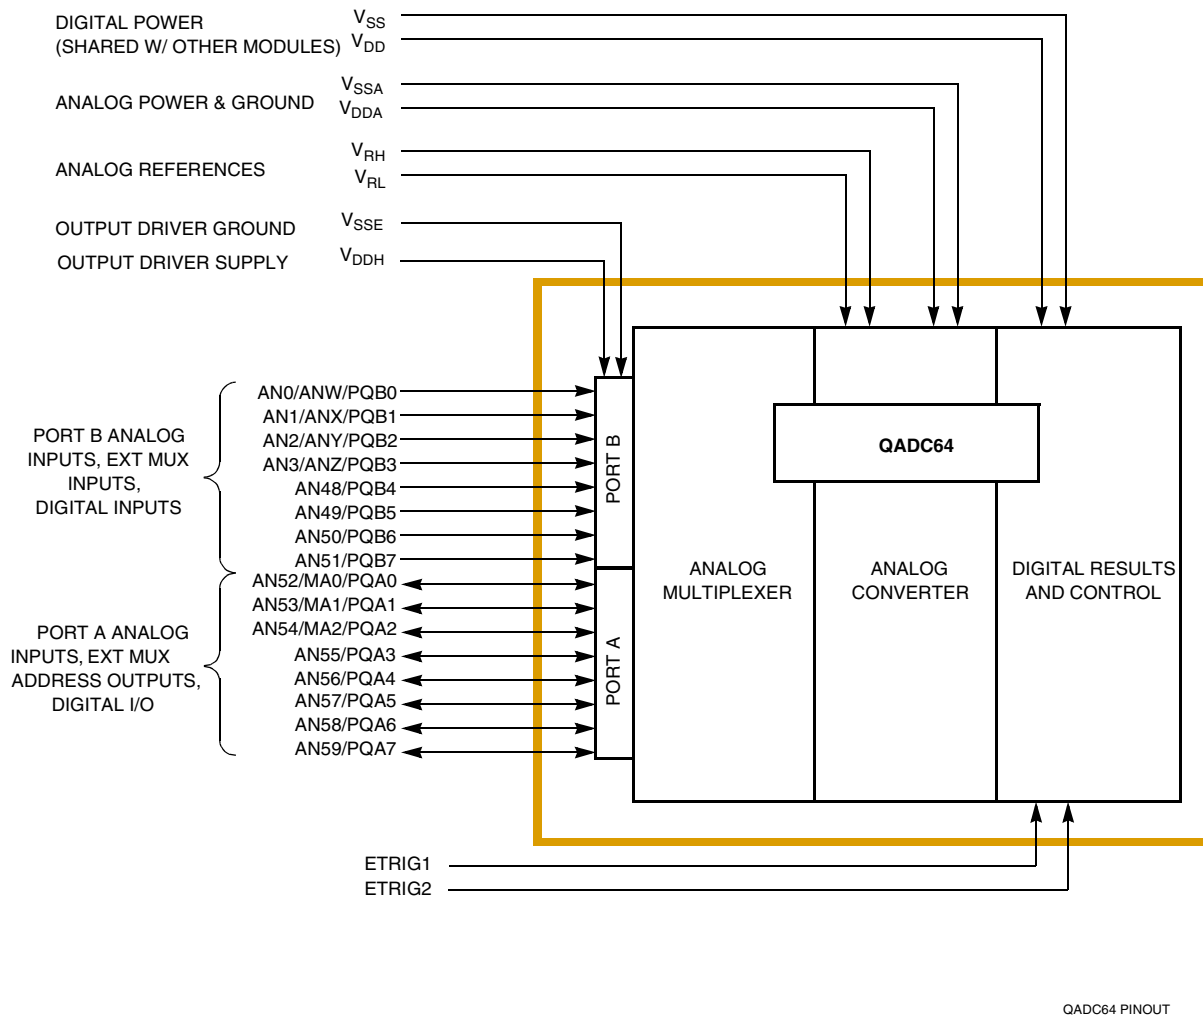 DIGITAL POWER
(SHARED W/ OTHER MODULES)
VSS
VDD
ANALOG POWER & GROUND
VSSA
VDDA
ANALOG REFERENCES
VRH
VRL
OUTPUT DRIVER GROUND
VSSE
OUTPUT DRIVER SUPPLY
VDDH
PORT B ANALOG
INPUTS, EXT MUX
INPUTS,
DIGITAL INPUTS
AN0/ANW/PQB0
AN1/ANX/PQB1
AN2/ANY/PQB2
AN3/ANZ/PQB3
AN48/PQB4
AN49/PQB5
AN50/PQB6
AN51/PQB7
PORT A ANALOG
INPUTS, EXT MUX
ADDRESS OUTPUTS,
DIGITAL I/O
AN52/MA0/PQA0
AN53/MA1/PQA1
AN54/MA2/PQA2
AN55/PQA3
AN56/PQA4
AN57/PQA5
AN58/PQA6
AN59/PQA7
PORT B
PORT A
QADC64
ANALOG
MULTIPLEXER
ANALOG
CONVERTER
DIGITAL RESULTS
AND CONTROL
ETRIG1
ETRIG2
QADC64 PINOUT